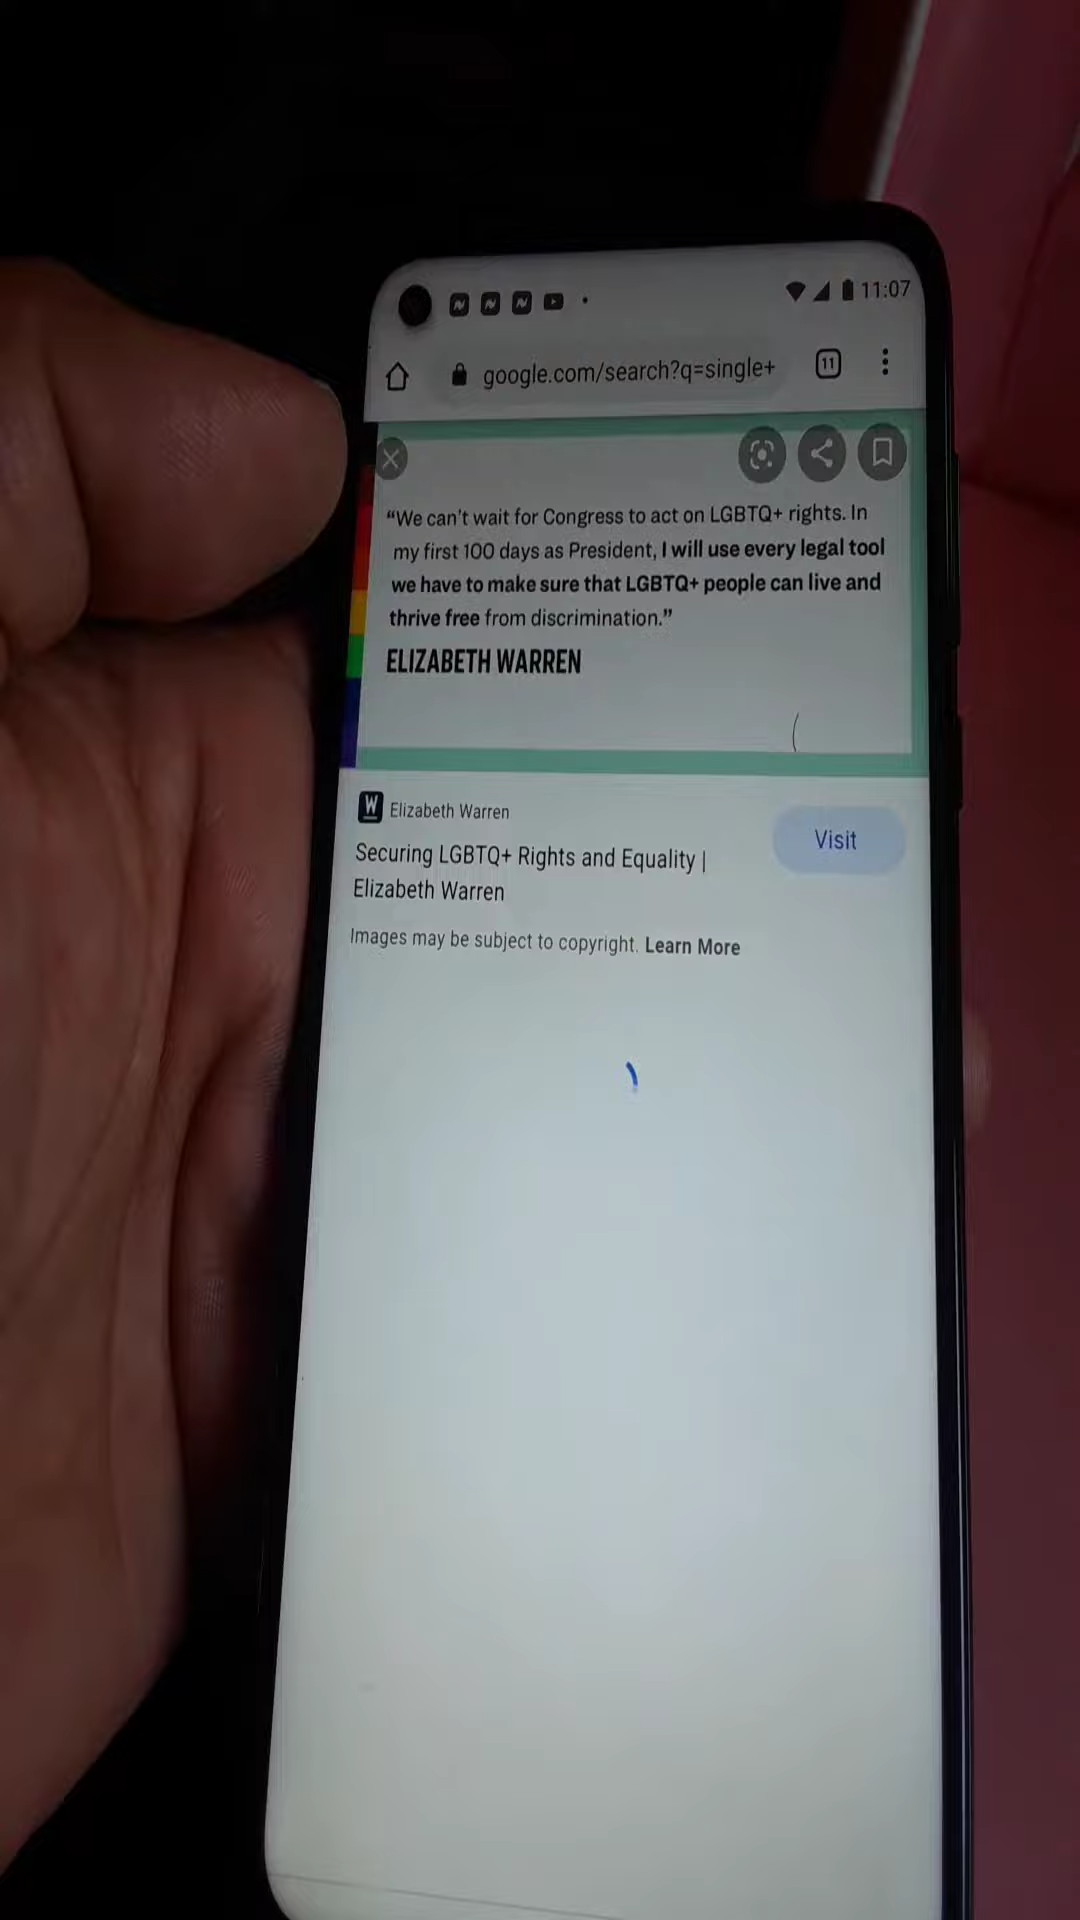 11:07
google.com/search?q=single+
11
“We can't wait for Congress to act on LGBTQ+ rights. In
my first 100 days as President, I will use every legal tool
we have to make sure that LGBTQ+ people can live and
thrive free from discrimination.”
ELIZABETH WARREN
W Elizabeth Warren
Visit
Securing LGBTQ+ Rights and Equality |
Elizabeth Warren
Images may be subject to copyright. Learn More